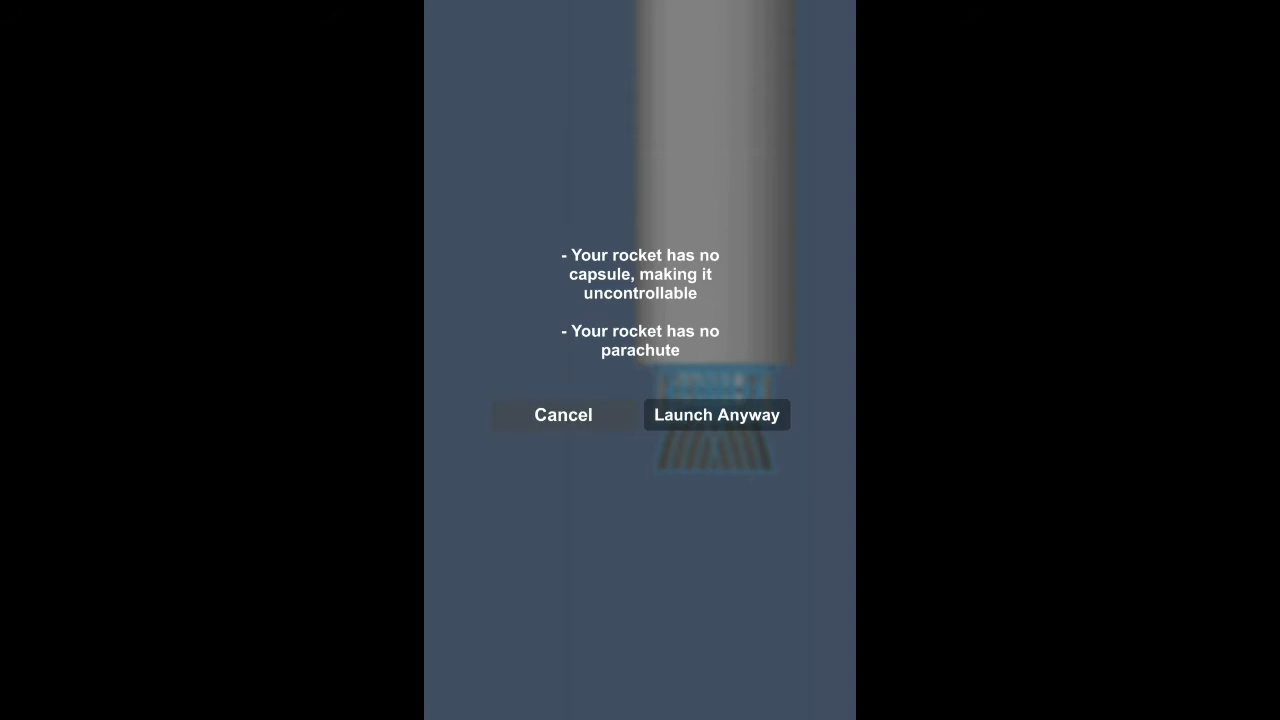 - Your rocket has no
capsule, making it
uncontrollable
- Your rocket has no
parachute
Cancel
Launch Anyway